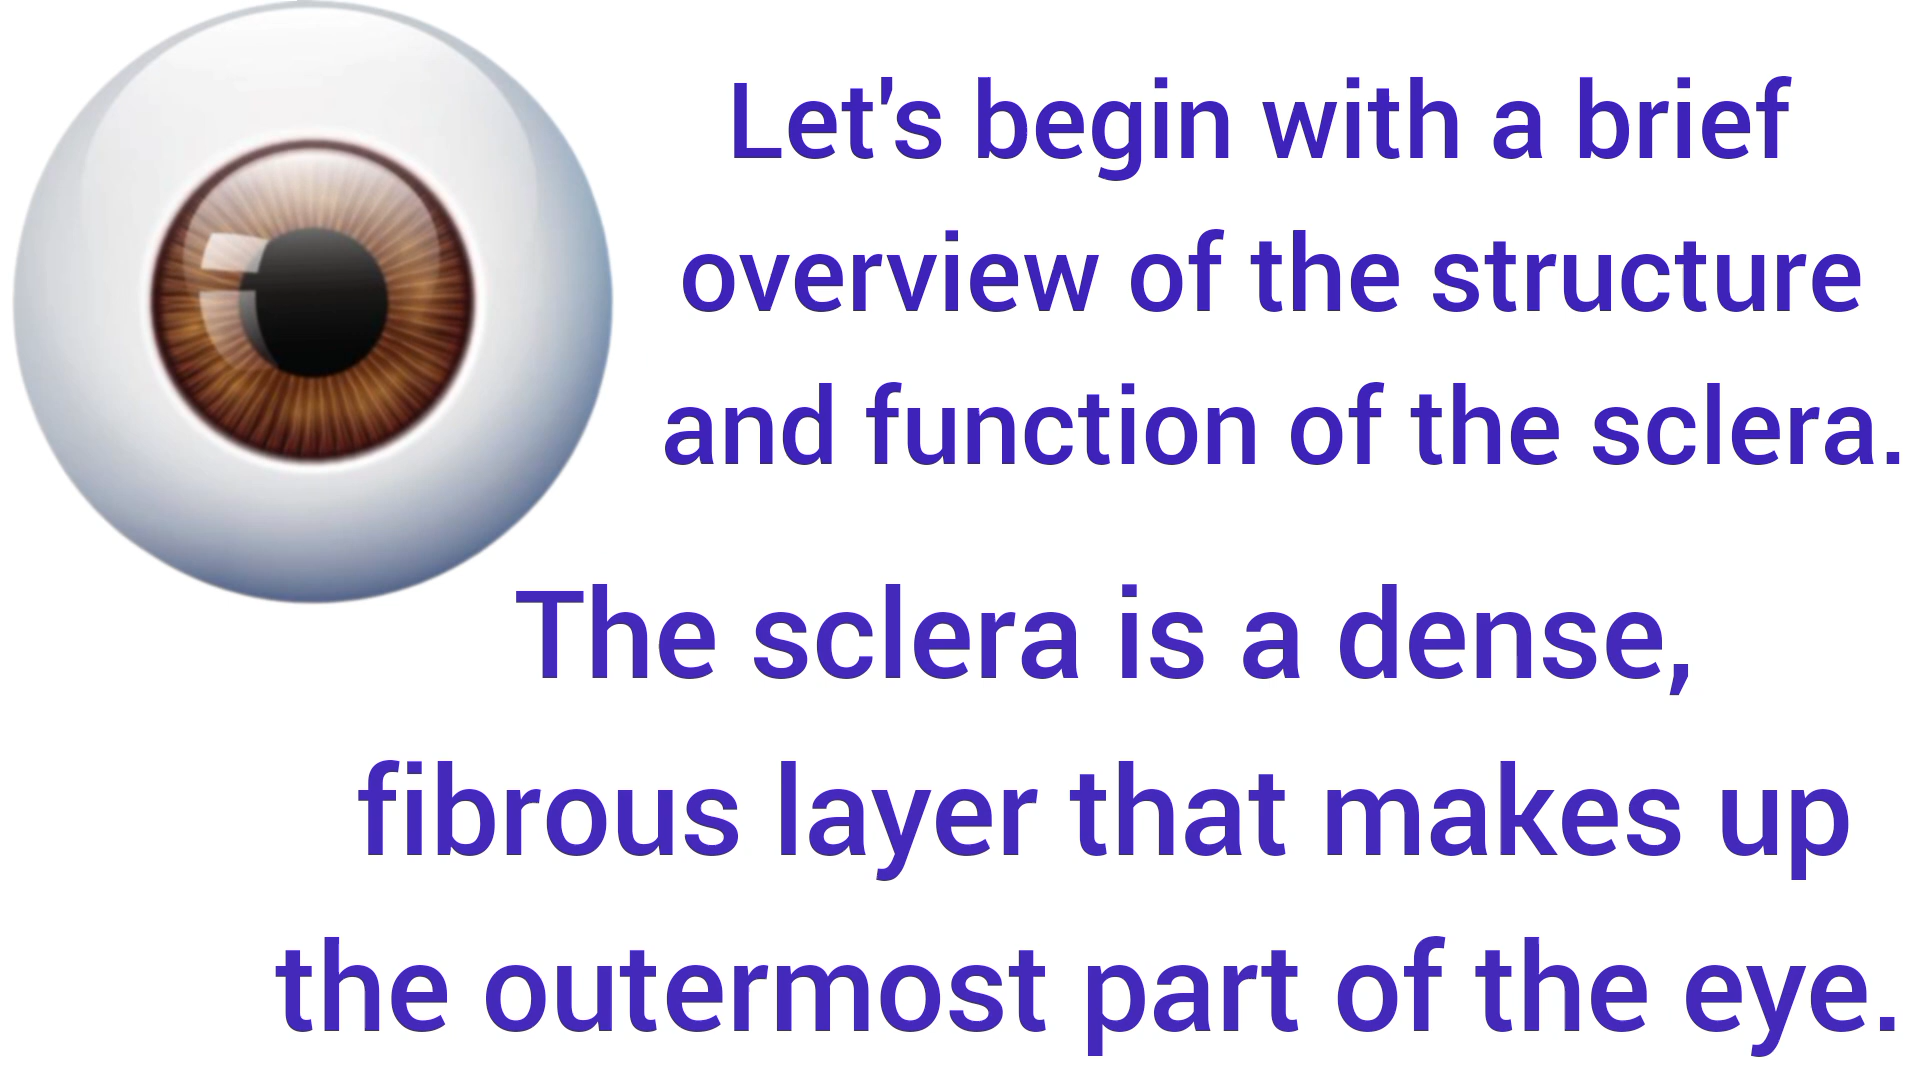 Let's begin with a brief
overview of the structure
and function of the sclera.
The sclera is a dense,
fibrous layer that makes up
the outermost part of the eye.